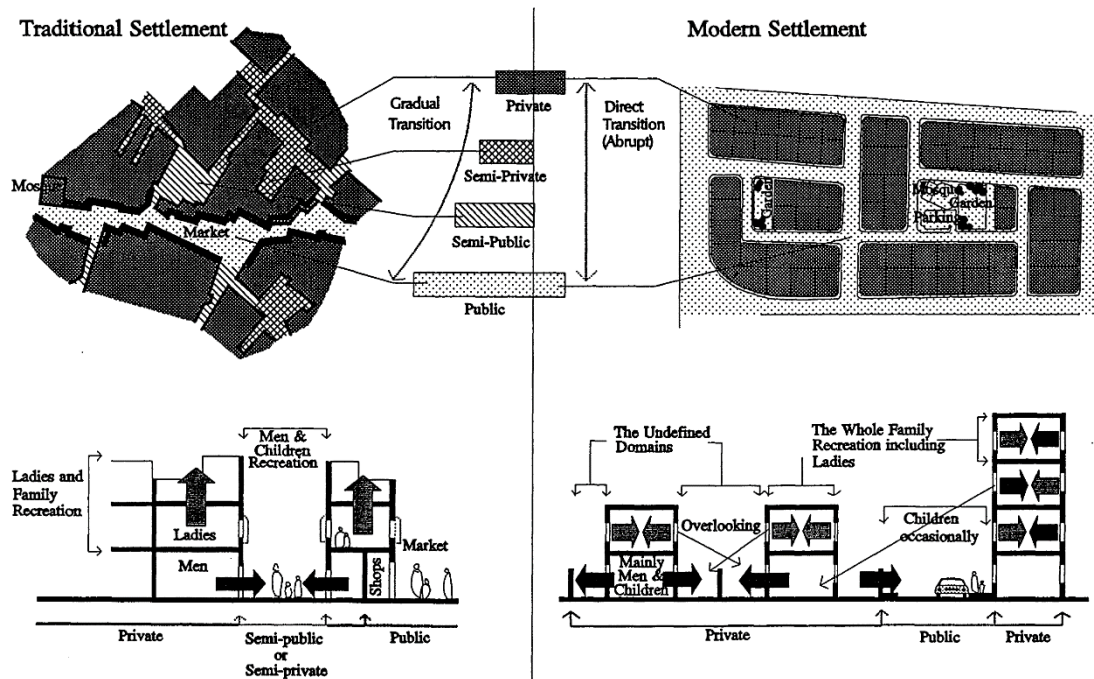 Traditional Settlement
Modern Settlement
Gradual
Transition
Private
Direct
Transition
(Abrupt)
Semi-Private
Semi-Public
Public
Market
Garden
Mosque
Garden
Parking
Men &
Children
Recreation
Ladies and
Family
Recreation
Ladies
Men
Shops
Market
Private
Semi-public
or
Semi-private
Public
The Undefined
Domains
The Whole Family
Recreation including
Ladies
Overlooking
Children
occasionally
Mainly
Men &
Children
Private
Public
Private